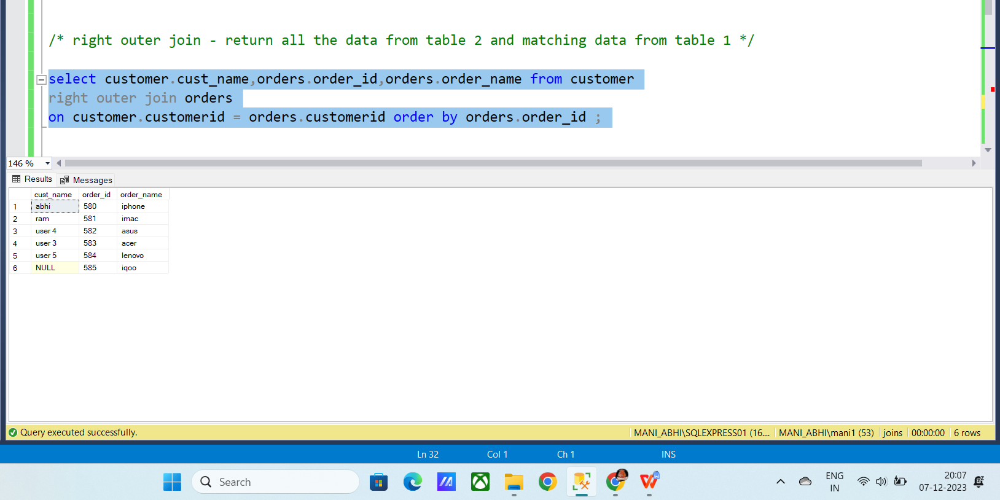 /* right outer join - return all the data from table 2 and matching data from table 1 */
select customer.cust_name,orders.order_id,orders.order_name from customer
right outer join orders
on customer.customerid = orders.customerid order by orders.order_id ;
146 %
Results Messages
cust_name order_id order_name
1 abhi 580 iphone
2 ram 581 imac
3 user 4 582 asus
4 user 3 583 acer
5 user 5 584 lenovo
6 NULL 585 iqoo
Query executed successfully. MANI_ABHI\SQLEXPRESS01 (16.... MANI_ABHI\mani1 (53) joins 00:00:00 6 rows
Ln 32 Col 1 Ch 1 INS
Search
ENG
IN
20:07
07-12-2023